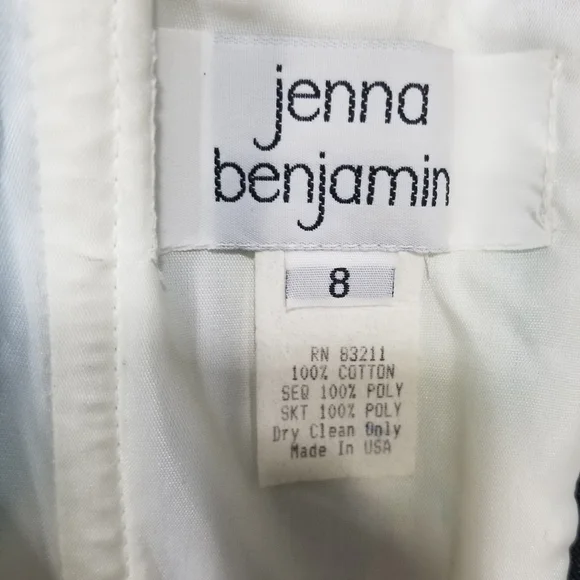 jenna
benjamin
8
RN 83211
100% COTTON
SEQ 100% POLY
SKT 100% POLY
Dry Clean Only
Made In USA